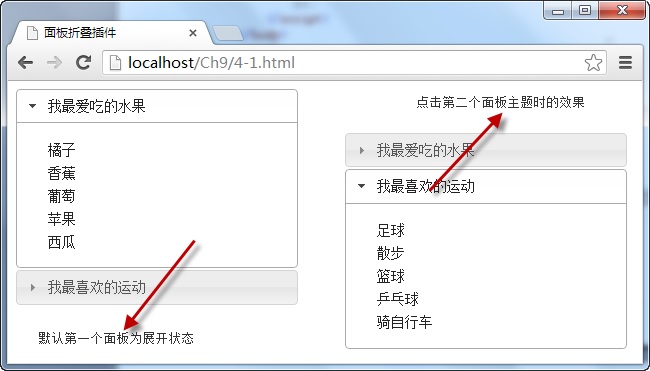 面板折叠插件
localhost/Ch9/4-1.html
我最爱吃的水果
橘子
香蕉
葡萄
苹果
西瓜
我最喜欢的运动
默认第一个面板为展开状态
点击第二个面板主题时的效果
我最爱吃的水果
我最喜欢的运动
足球
散步
篮球
乒乓球
骑自行车